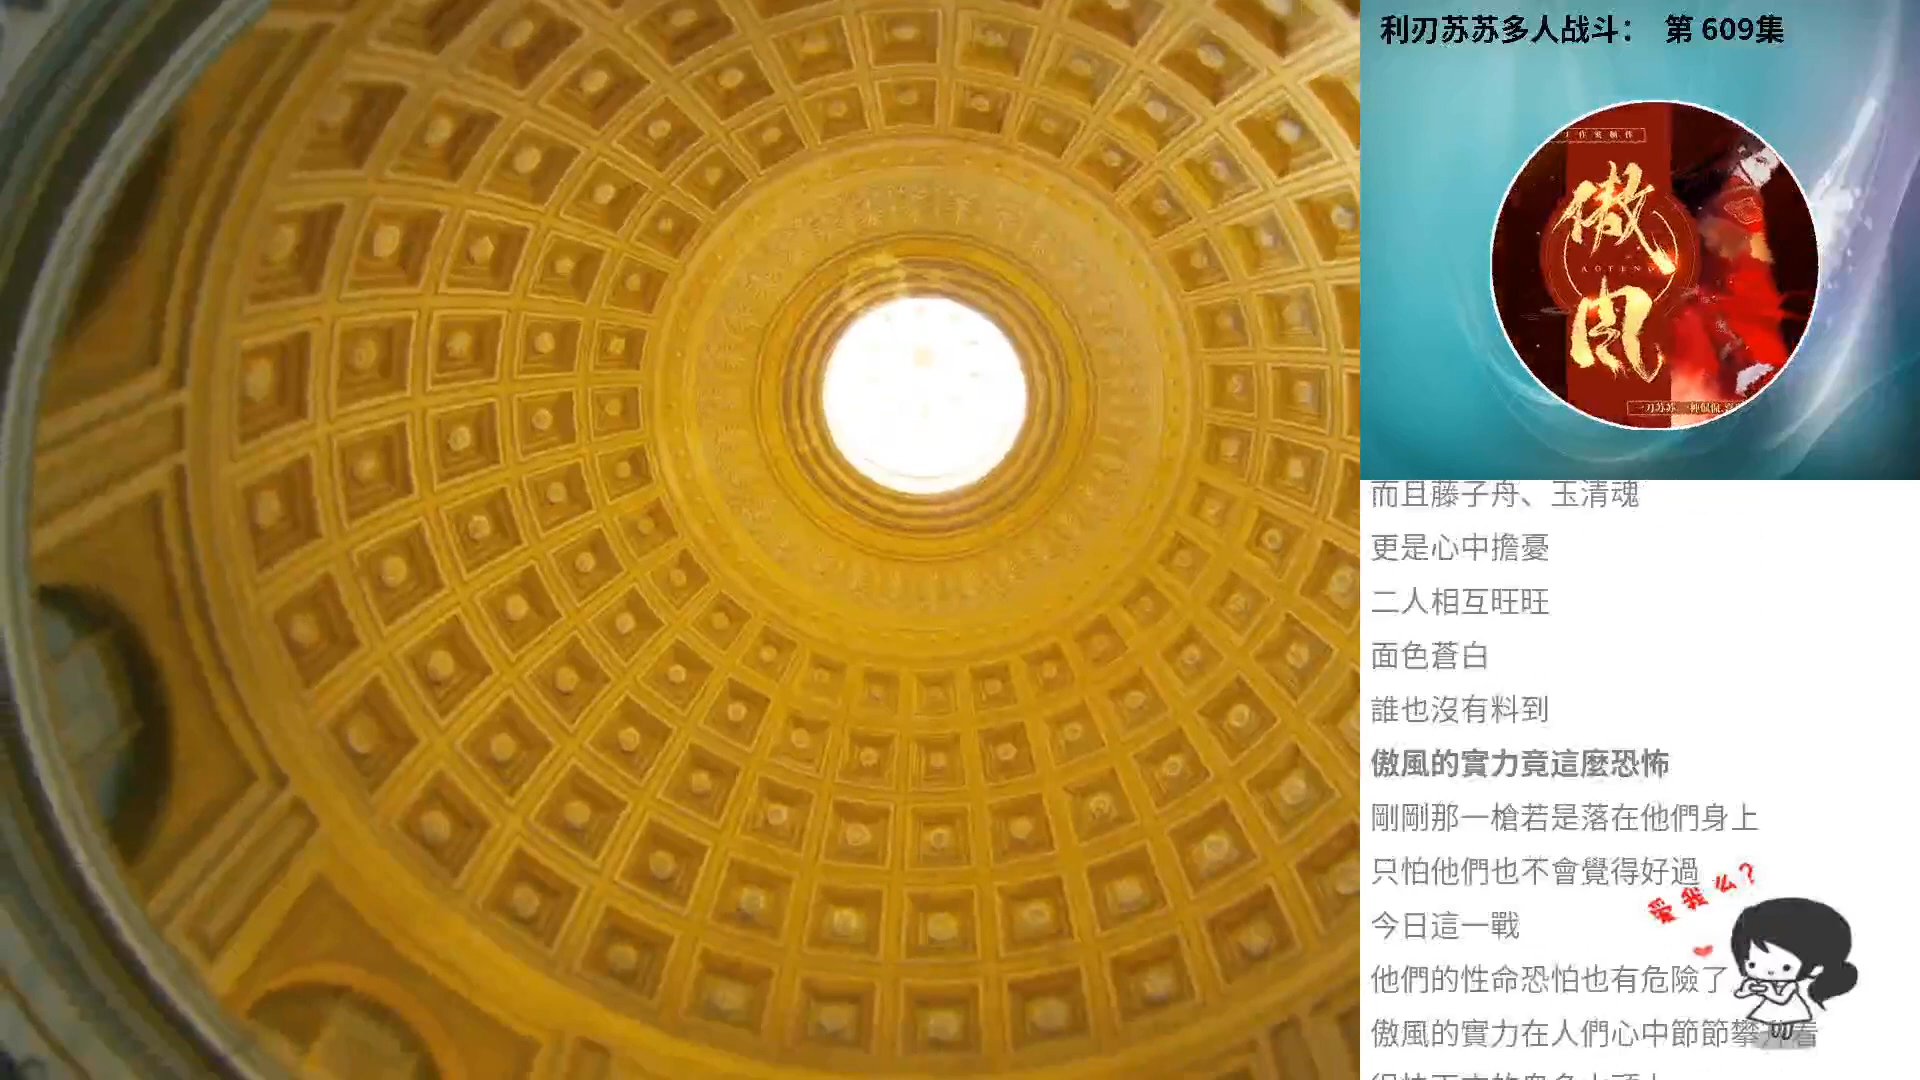 利刃苏苏多人战斗： 第 609集
傲风
而且藤子舟、玉清魂
更是心中擔憂
二人相互旺旺
面色蒼白
誰也沒有料到
傲風的實力竟這麼恐怖
剛剛那一槍若是落在他們身上
只怕他們也不會覺得好過
爱我么？
今日這一戰
他們的性命恐怕也有危險了
傲風的實力在人們心中節節攀升着